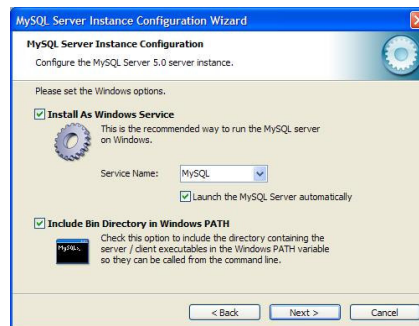 MySQL Server Instance Configuration Wizard
MySQL Server Instance Configuration
Configure the MySQL Server 5.0 server instance.
Please set the Windows options.
Install As Windows Service
This is the recommended way to run the MySQL server
on Windows.
Service Name:
MySQL
Launch the MySQL Server automatically
Include Bin Directory in Windows PATH
MySQL>_
Check this option to include the directory containing the
server / client executables in the Windows PATH variable
so they can be called from the command line.
< Back
Next >
Cancel